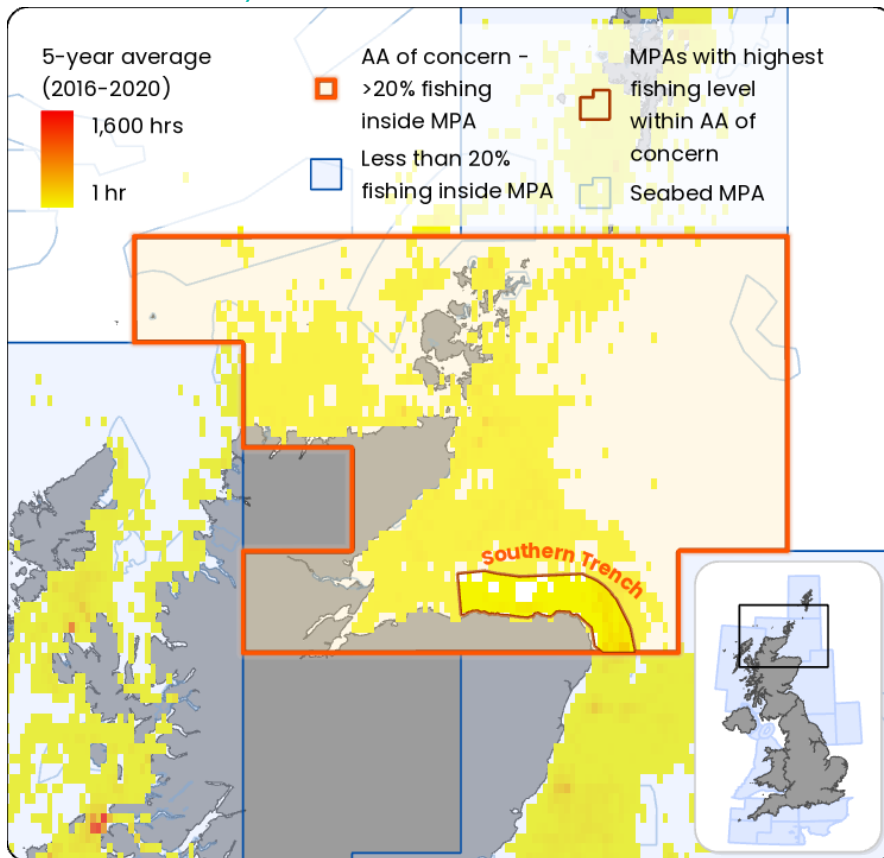 5-year average
(2016-2020)
1,600 hrs
1 hr
AA of concern -
>20% fishing
inside MPA
Less than 20%
fishing inside MPA
MPAs with highest
fishing level
within AA of
concern
Seabed MPA
Southern Trench